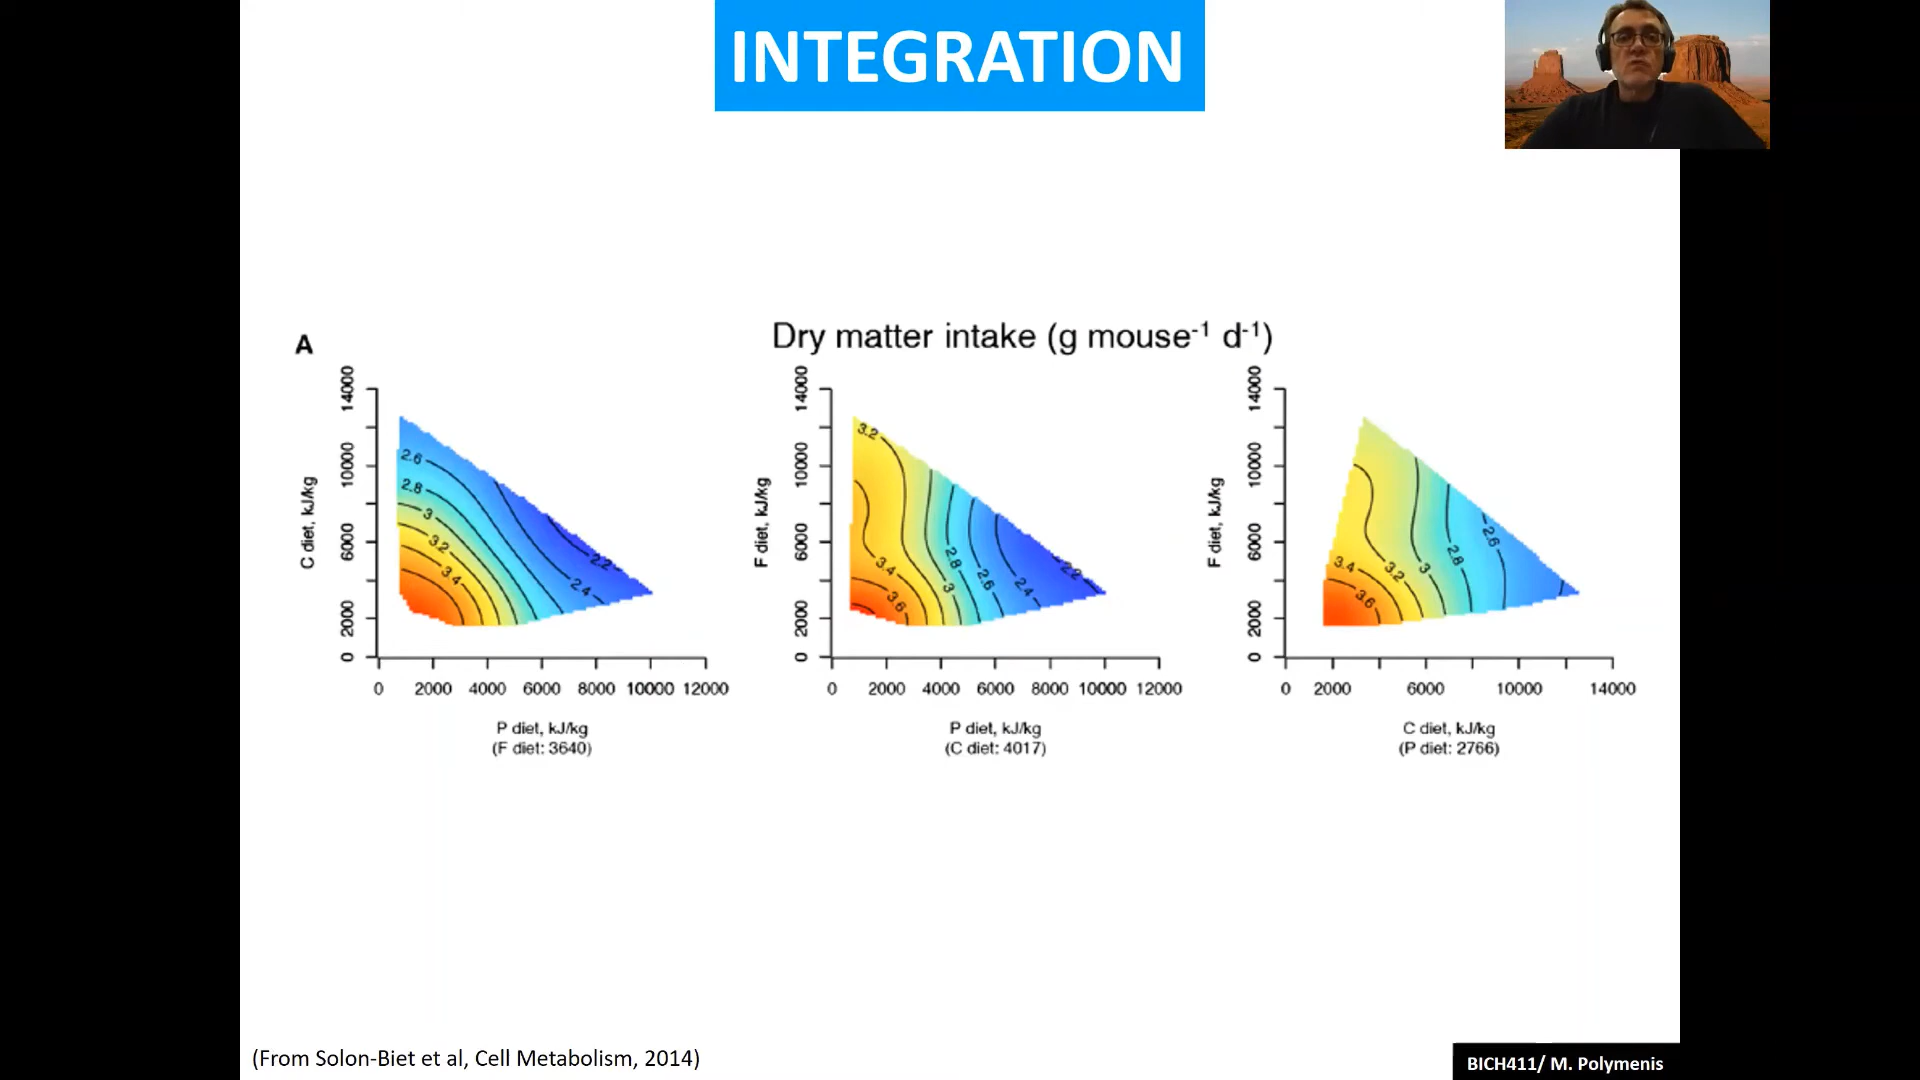 INTEGRATION
A
Dry matter intake (g mouse⁻¹ d⁻¹)
C diet, kJ/kg
0 2000 6000 10000 14000
2.6
2.8
3
3.2
3.4
2.4
2.2
0 2000 4000 6000 8000 10000 12000
P diet, kJ/kg
(F diet: 3640)
F diet, kJ/kg
0 2000 6000 10000 14000
3.2
3.4
3.6
3
2.8
2.6
2.4
2.2
0 2000 4000 6000 8000 10000 12000
P diet, kJ/kg
(C diet: 4017)
F diet, kJ/kg
0 2000 6000 10000 14000
3.4
3.6
3.2
3
2.8
2.6
0 2000 6000 10000 14000
C diet, kJ/kg
(P diet: 2766)
(From Solon-Biet et al, Cell Metabolism, 2014)
BICH411/ M. Polymenis